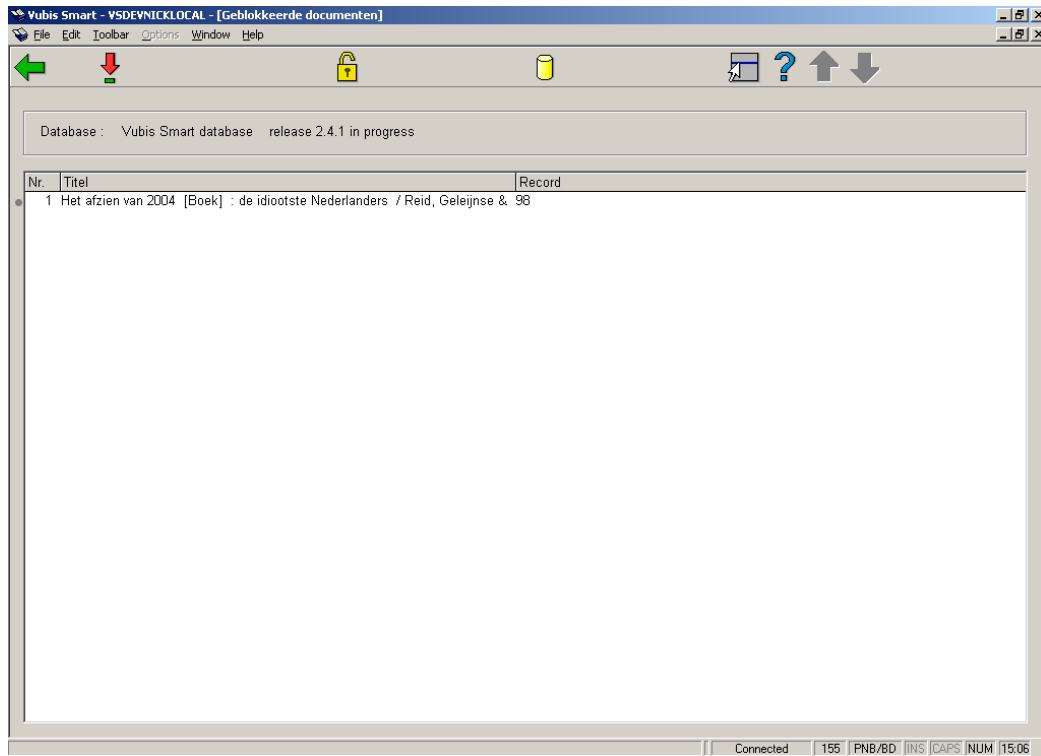 Vubis Smart - VSDEVNICKLOCAL - [Geblokkeerde documenten]
File Edit Toolbar Options Window Help
Database : Vubis Smart database release 2.4.1 in progress
Nr. Titel Record
1 Het afzien van 2004 [Boek] : de idiootste Nederlanders / Reid, Geleijnse & 98
Connected 155 PNB/BD INS CAPS NUM 15:06